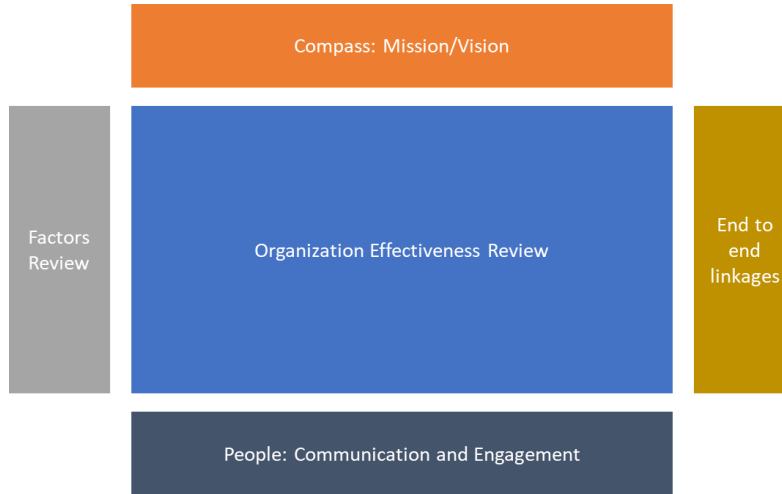 Compass: Mission/Vision
Factors
Review
Organization Effectiveness Review
End to
end
linkages
People: Communication and Engagement